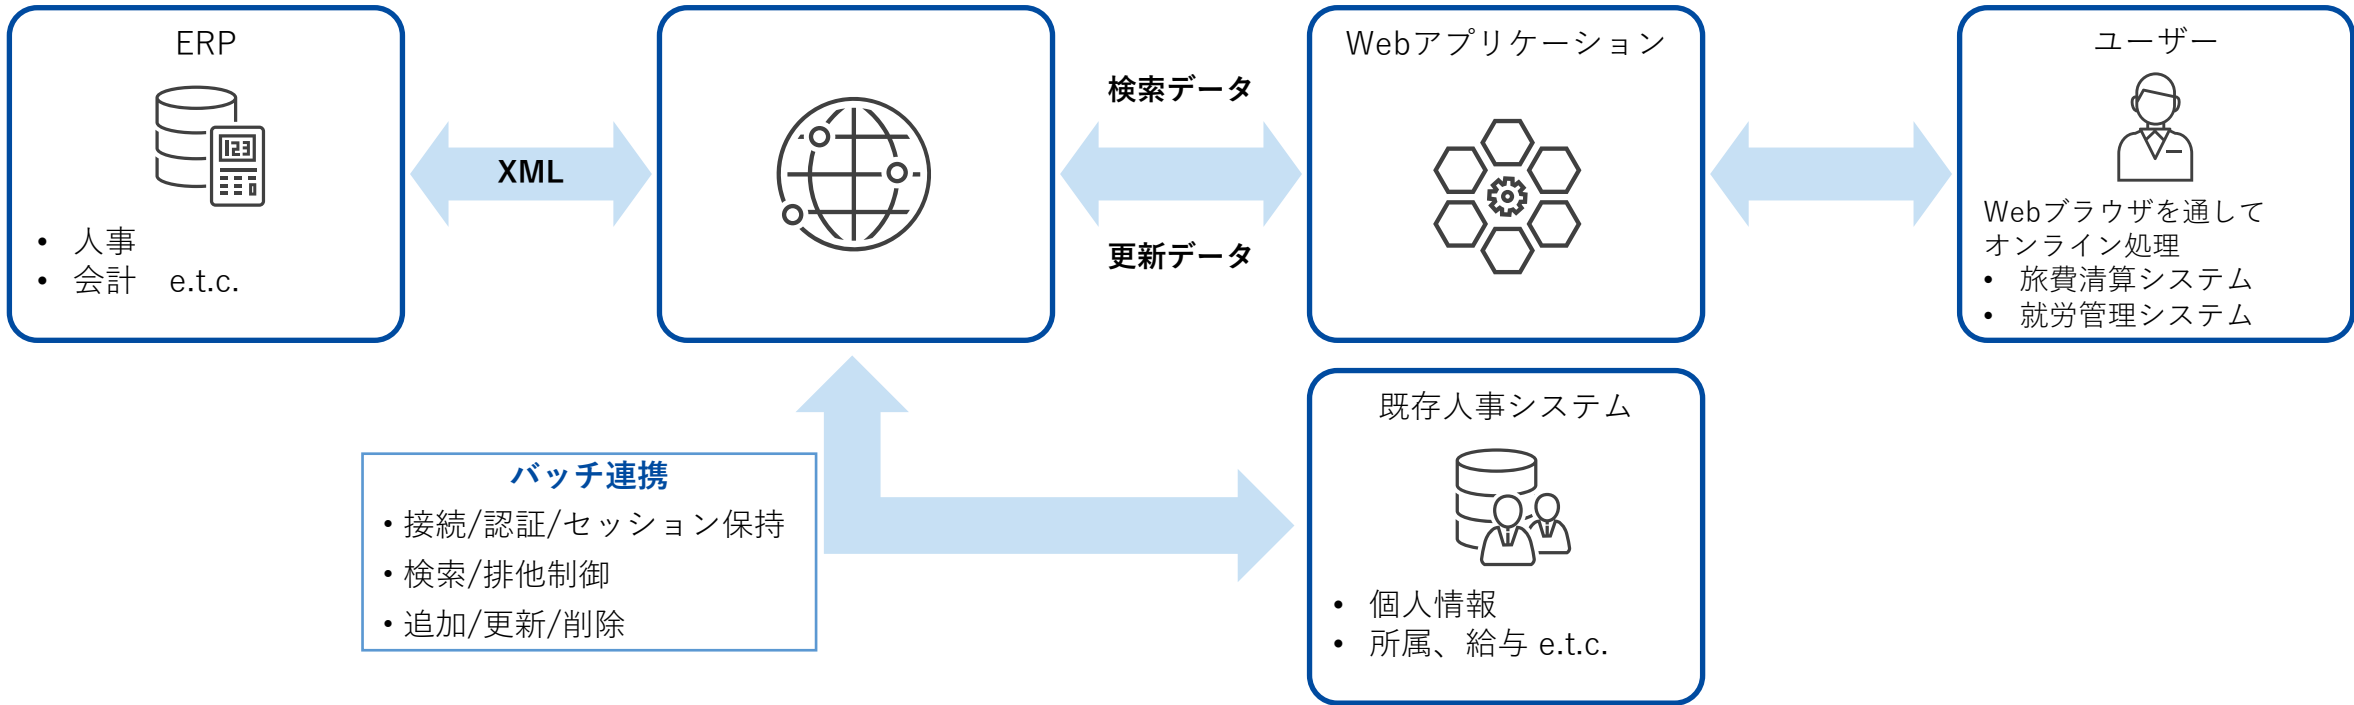 ERP
123
• 人事
• 会計　e.t.c.
XML
検索データ
更新データ
Webアプリケーション
ユーザー
Webブラウザを通して
オンライン処理
• 旅費清算システム
• 就労管理システム
バッチ連携
・接続/認証/セッション保持
・検索/排他制御
・追加/更新/削除
既存人事システム
• 個人情報
• 所属、給与 e.t.c.